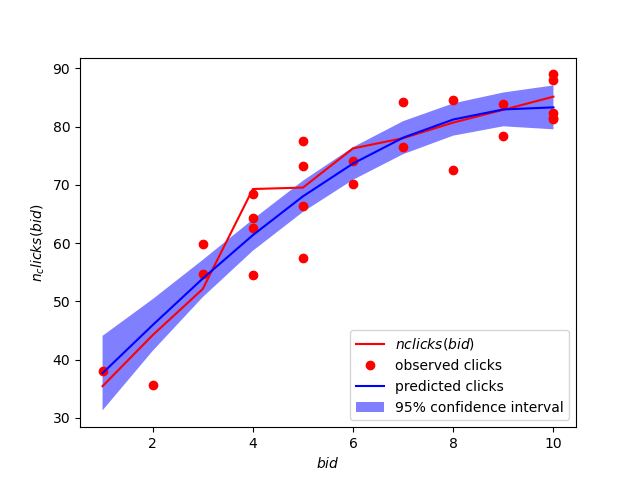 90
80
70
60
50
40
30
n_clicks(bid)
2
4
6
8
10
bid
nclicks(bid)
observed clicks
predicted clicks
95% confidence interval